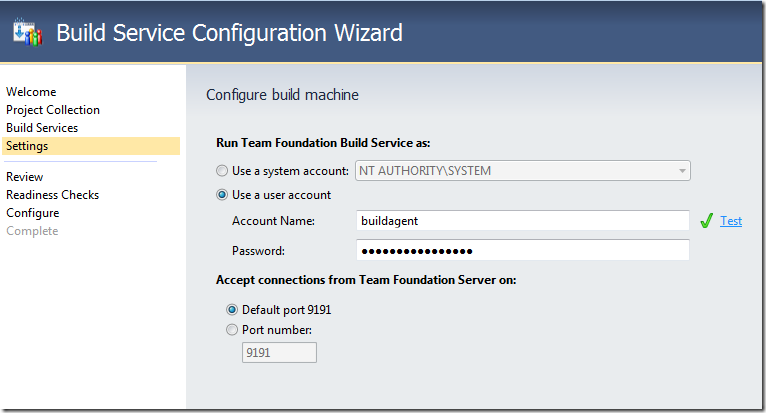 Build Service Configuration Wizard
Welcome
Project Collection
Build Services
Settings
Review
Readiness Checks
Configure
Complete
Configure build machine
Run Team Foundation Build Service as:
Use a system account: NT AUTHORITY\SYSTEM
Use a user account
Account Name: buildagent Test
Password: ●●●●●●●●●●●●●●●●
Accept connections from Team Foundation Server on:
Default port 9191
Port number:
9191